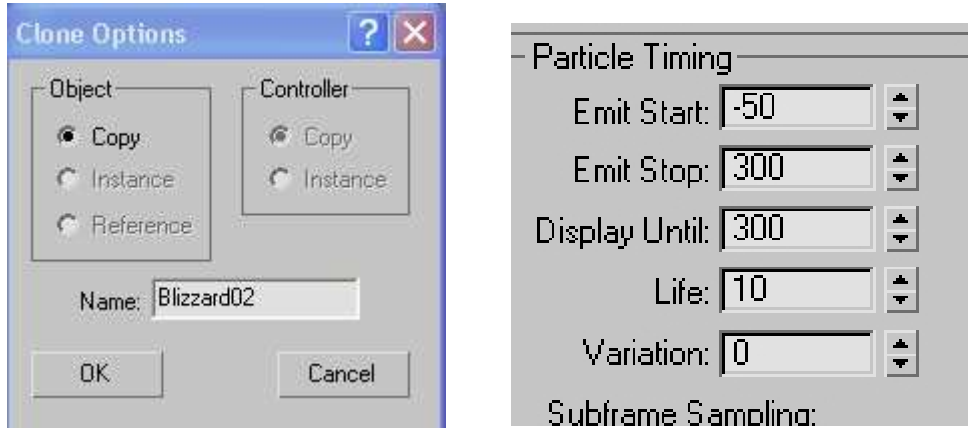 Clone Options
Object
Controller
Copy
Copy
Instance
Instance
Reference
Name: Blizzard02
OK
Cancel
Particle Timing
Emit Start: -50
Emit Stop: 300
Display Until: 300
Life: 10
Variation: 0
Subframe Sampling: